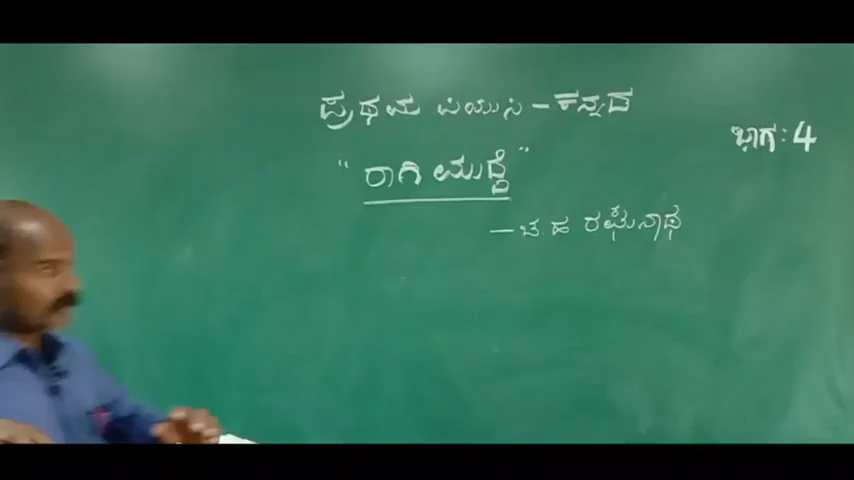 ಪ್ರಥಮ ಪಿಯುಸಿ - ಕನ್ನಡ
ಭಾಗ: 4
" ರಾಗಿ ಮುದ್ದೆ "
- ಚ ಹ ರಘುನಾಥ